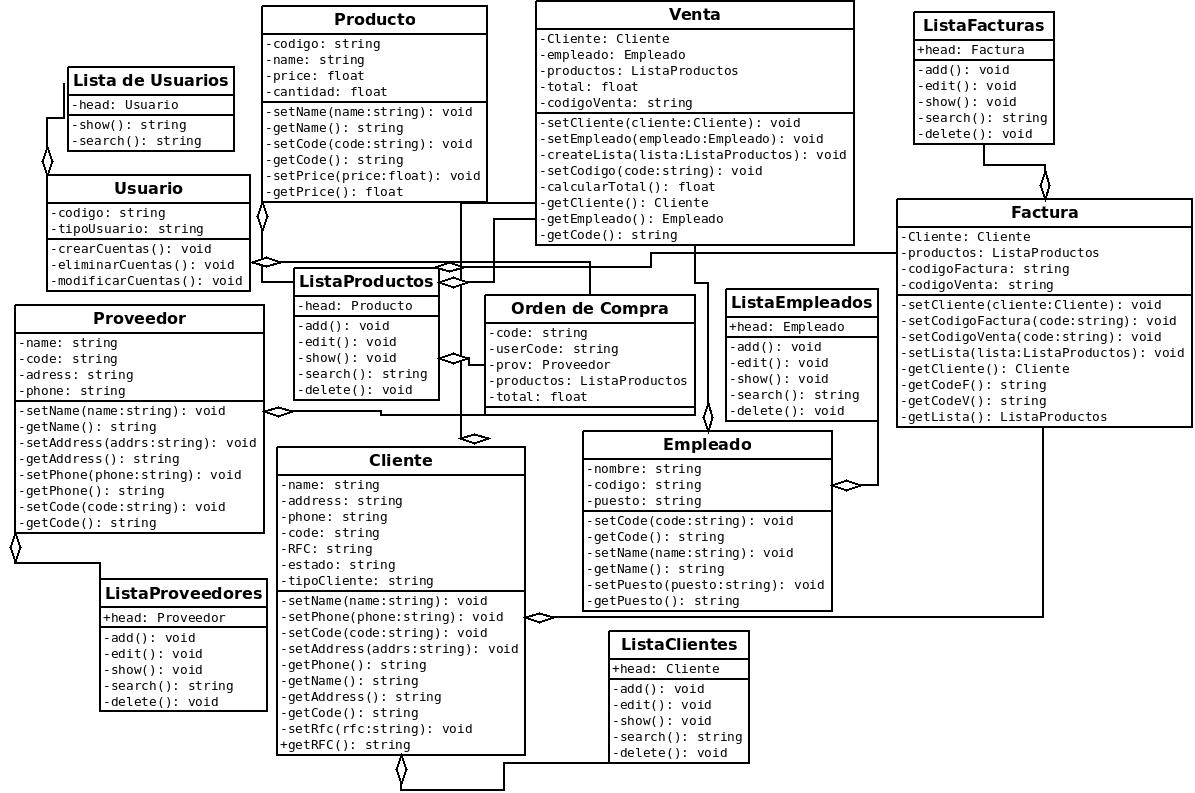 Producto
-codigo: string
-name: string
-price: float
-cantidad: float
-setName(name:string): void
-getName(): string
-setCode(code:string): void
-getCode(): string
-setPrice(price:float): void
-getPrice(): float
Venta
-Cliente: Cliente
-empleado: Empleado
-productos: ListaProductos
-total: float
-codigoVenta: string
-setCliente(cliente:Cliente): void
-setEmpleado(empleado:Empleado): void
-createLista(lista:ListaProductos): void
-setCodigo(code:string): void
-calcularTotal(): float
-getCliente(): Cliente
-getEmpleado(): Empleado
-getCode(): string
ListaFacturas
+head: Factura
-add(): void
-edit(): void
-show(): void
-search(): string
-delete(): void
Lista de Usuarios
-head: Usuario
-show(): string
-search(): string
Usuario
-codigo: string
-tipoUsuario: string
-crearCuentas(): void
-eliminarCuentas(): void
-modificarCuentas(): void
Factura
-Cliente: Cliente
-productos: ListaProductos
-codigoFactura: string
-codigoVenta: string
-setCliente(cliente:Cliente): void
-setCodigoFactura(code:string): void
-setCodigoVenta(code:string): void
-setLista(lista:ListaProductos): void
-getCliente(): Cliente
-getCodeF(): string
-getCodeV(): string
-getLista(): ListaProductos
ListaProductos
-head: Producto
-add(): void
-edit(): void
-show(): void
-search(): string
-delete(): void
Orden de Compra
-code: string
-userCode: string
-prov: Proveedor
-productos: ListaProductos
-total: float
ListaEmpleados
+head: Empleado
-add(): void
-edit(): void
-show(): void
-search(): string
-delete(): void
Proveedor
-name: string
-code: string
-adress: string
-phone: string
-setName(name:string): void
-getName(): string
-setAddress(addrs:string): void
-getAddress(): string
-setPhone(phone:string): void
-getPhone(): string
-setCode(code:string): void
-getCode(): string
Cliente
-name: string
-address: string
-phone: string
-code: string
-RFC: string
-estado: string
-tipoCliente: string
-setName(name:string): void
-setPhone(phone:string): void
-setCode(code:string): void
-setAddress(addrs:string): void
-getPhone(): string
-getName(): string
-getAddress(): string
-getCode(): string
-setRfc(rfc:string): void
+getRFC(): string
Empleado
-nombre: string
-codigo: string
-puesto: string
-setCode(code:string): void
-getCode(): string
-setName(name:string): void
-getName(): string
-setPuesto(puesto:string): void
-getPuesto(): string
ListaProveedores
+head: Proveedor
-add(): void
-edit(): void
-show(): void
-search(): string
-delete(): void
ListaClientes
+head: Cliente
-add(): void
-edit(): void
-show(): void
-search(): string
-delete(): void